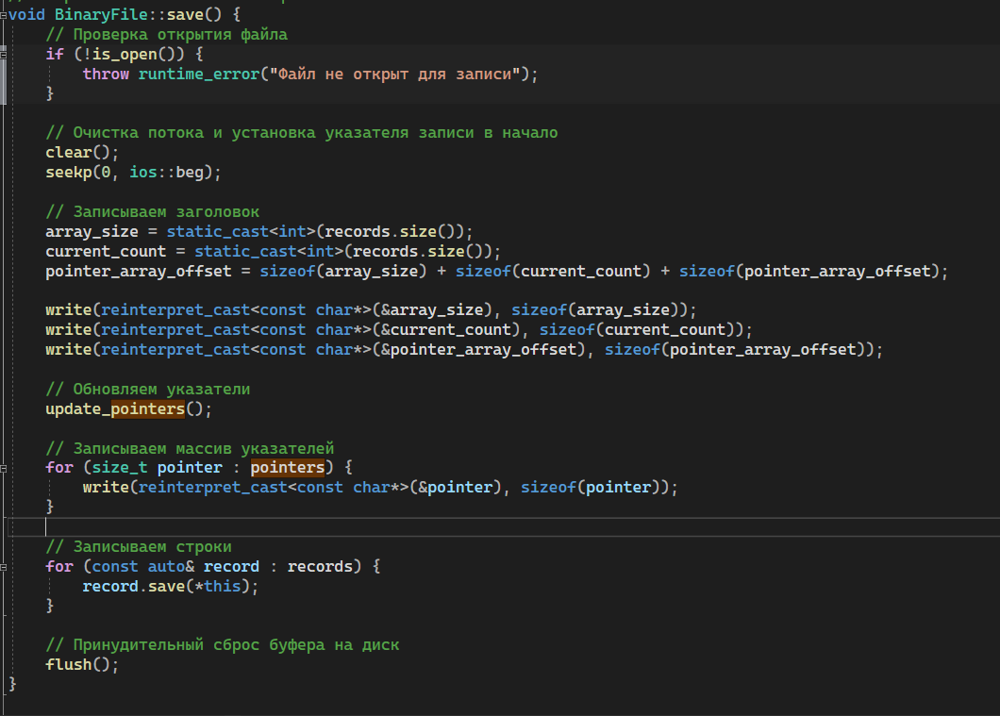 void BinaryFile::save() {
// Проверка открытия файла
if (!is_open()) {
throw runtime_error("Файл не открыт для записи");
}
// Очистка потока и установка указателя записи в начало
clear();
seekp(0, ios::beg);
// Записываем заголовок
array_size = static_cast<int>(records.size());
current_count = static_cast<int>(records.size());
pointer_array_offset = sizeof(array_size) + sizeof(current_count) + sizeof(pointer_array_offset);
write(reinterpret_cast<const char*>(&array_size), sizeof(array_size));
write(reinterpret_cast<const char*>(&current_count), sizeof(current_count));
write(reinterpret_cast<const char*>(&pointer_array_offset), sizeof(pointer_array_offset));
// Обновляем указатели
update_pointers();
// Записываем массив указателей
for (size_t pointer : pointers) {
write(reinterpret_cast<const char*>(&pointer), sizeof(pointer));
}
// Записываем строки
for (const auto& record : records) {
record.save(*this);
}
// Принудительный сброс буфера на диск
flush();
}